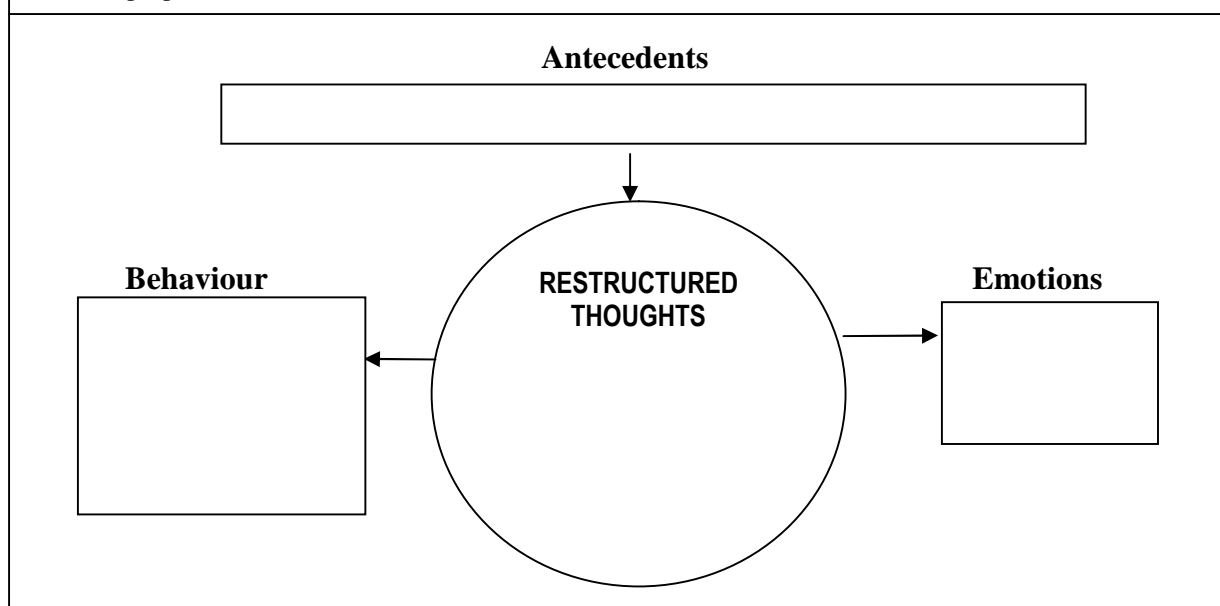 Antecedents
Behaviour
RESTRUCTURED
THOUGHTS
Emotions